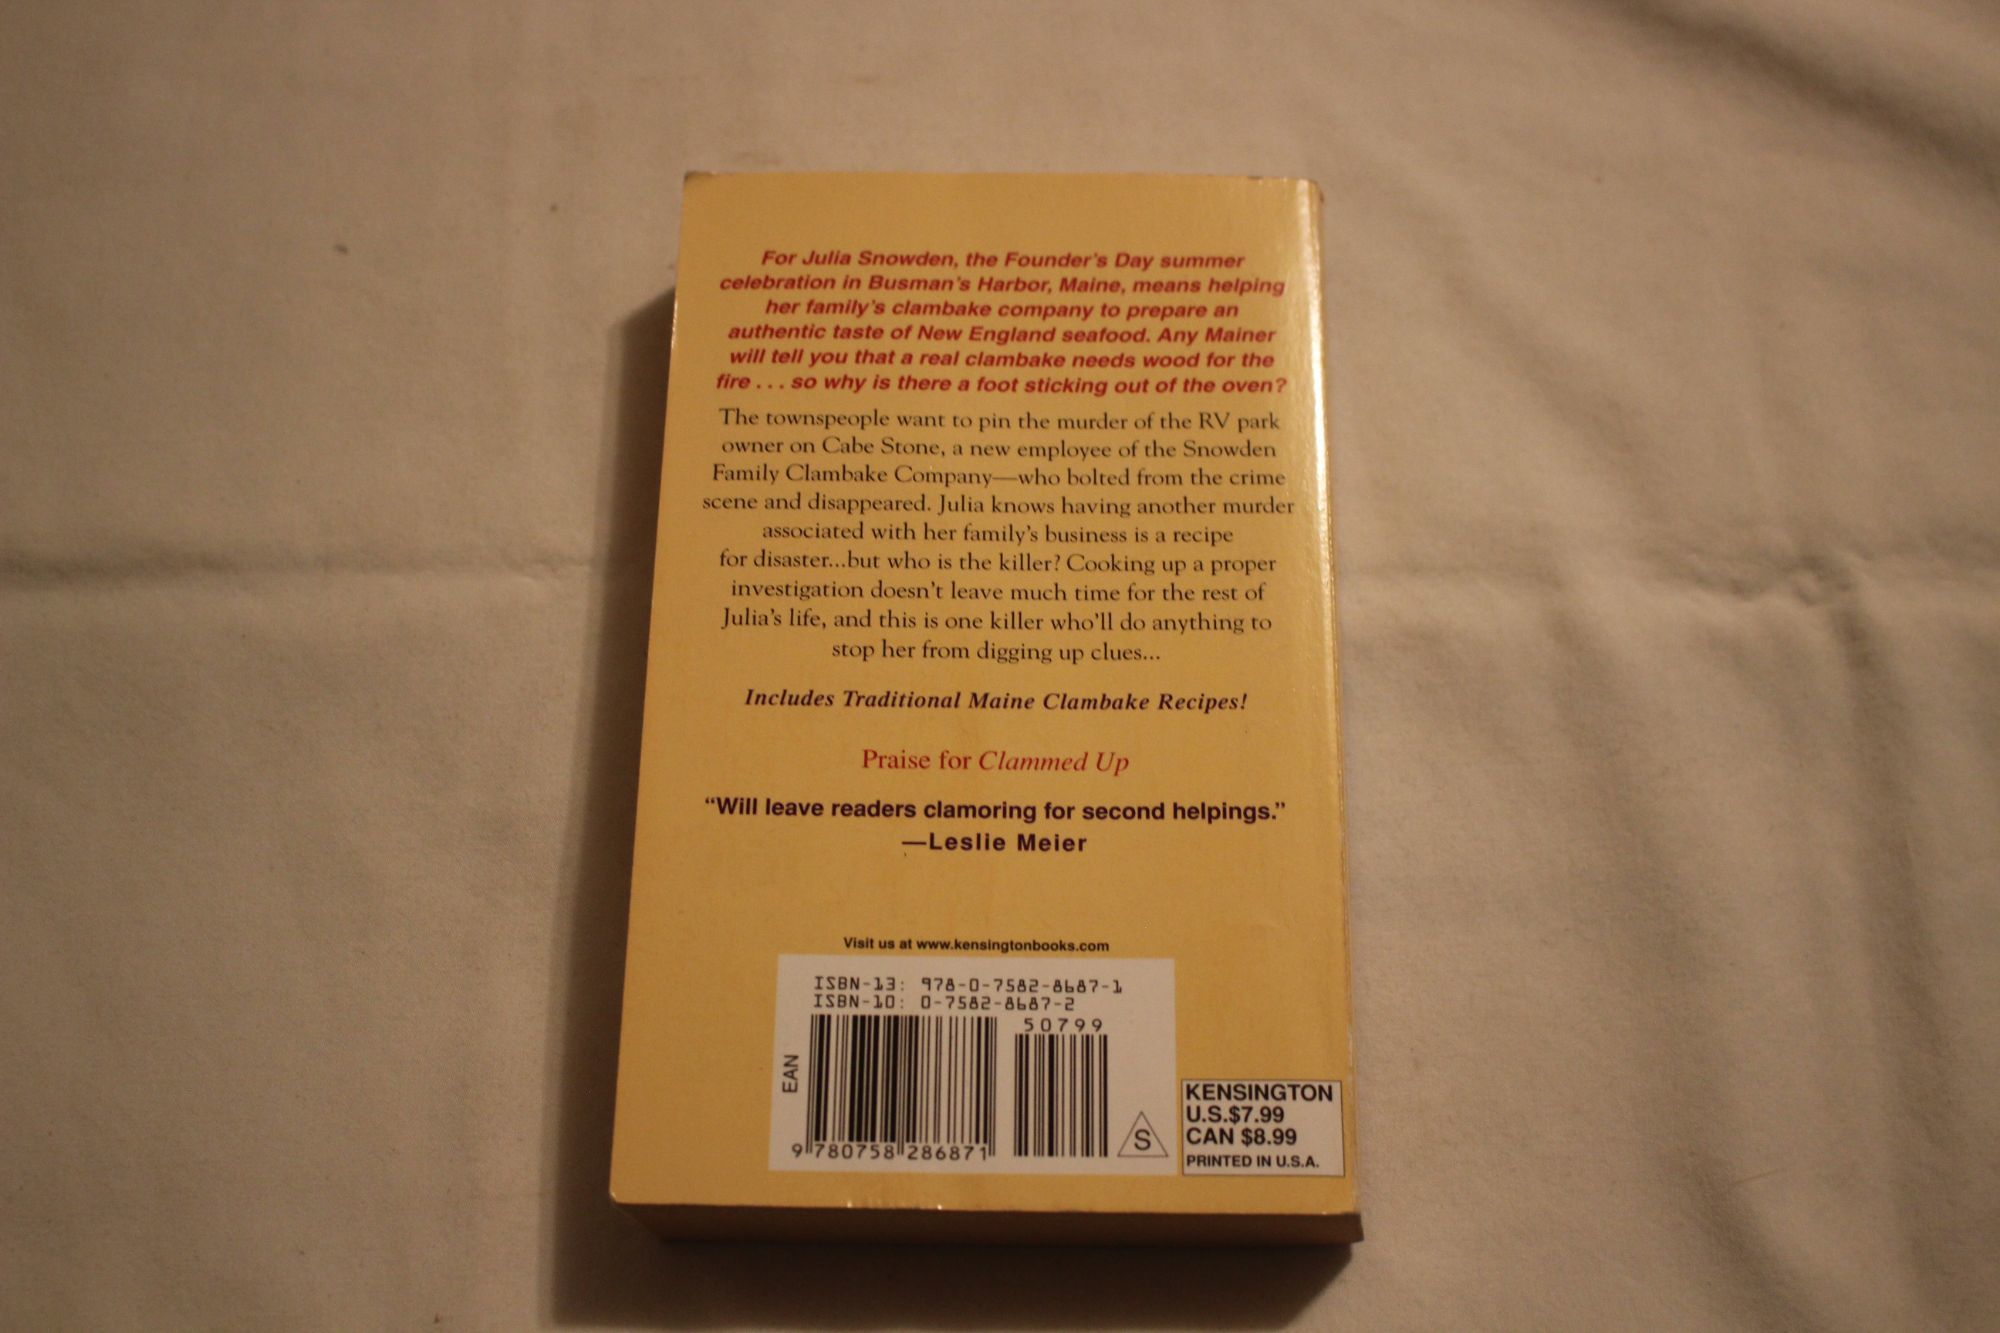 For Julia Snowden, the Founder's Day summer
celebration in Busman's Harbor, Maine, means helping
her family's clambake company to prepare an
authentic taste of New England seafood. Any Mainer
will tell you that a real clambake needs wood for the
fire . . . so why is there a foot sticking out of the oven?
The townspeople want to pin the murder of the RV park
owner on Cabe Stone, a new employee of the Snowden
Family Clambake Company—who bolted from the crime
scene and disappeared. Julia knows having another murder
associated with her family's business is a recipe
for disaster...but who is the killer? Cooking up a proper
investigation doesn't leave much time for the rest of
Julia's life, and this is one killer who'll do anything to
stop her from digging up clues...
Includes Traditional Maine Clambake Recipes!
Praise for Clammed Up
“Will leave readers clamoring for second helpings.”
—Leslie Meier
Visit us at www.kensingtonbooks.com
ISBN-13: 978-0-7582-8687-1
ISBN-10: 0-7582-8687-2
50799
EAN
9 780758 286871
S
KENSINGTON
U.S.$7.99
CAN $8.99
PRINTED IN U.S.A.